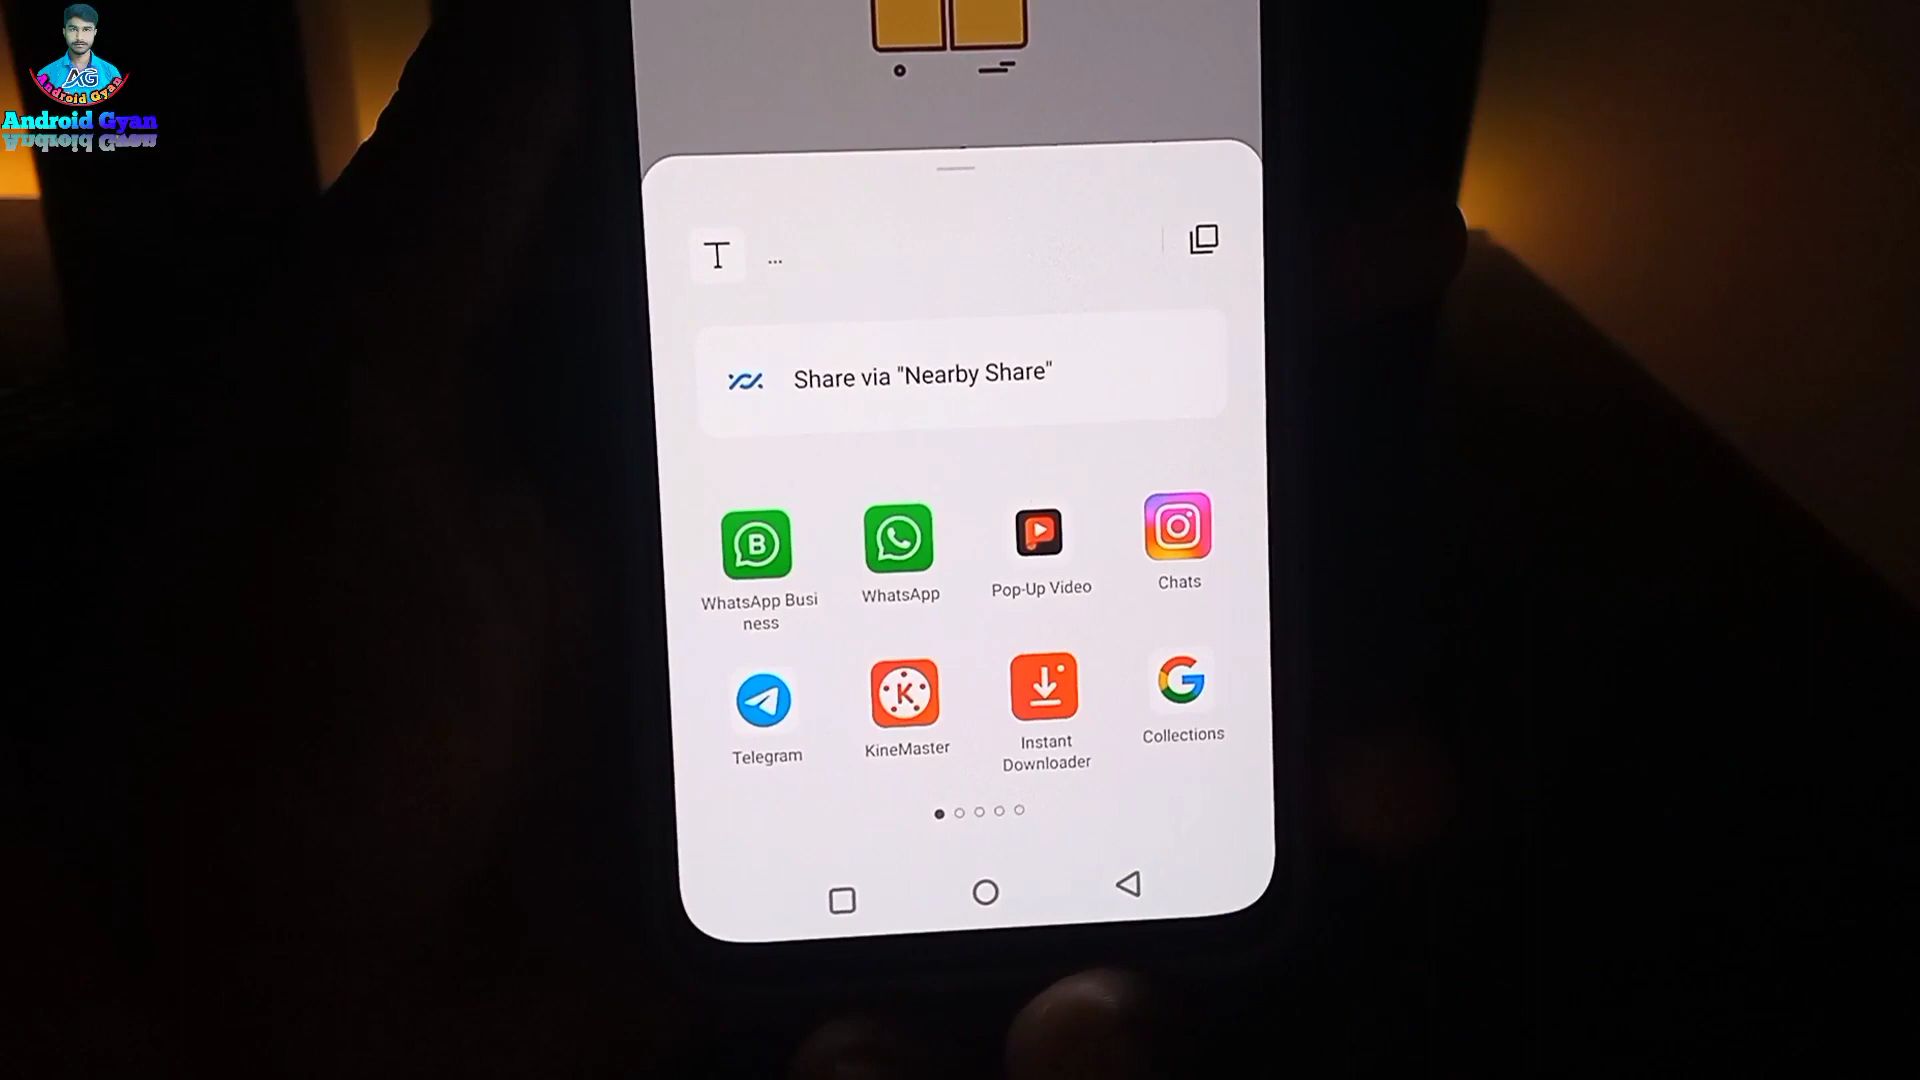 AG
Android Gyan
Android Gyan
T
...
Share via "Nearby Share"
B
WhatsApp Busi
ness
WhatsApp
Pop-Up Video
Chats
Telegram
K
KineMaster
Instant
Downloader
G
Collections